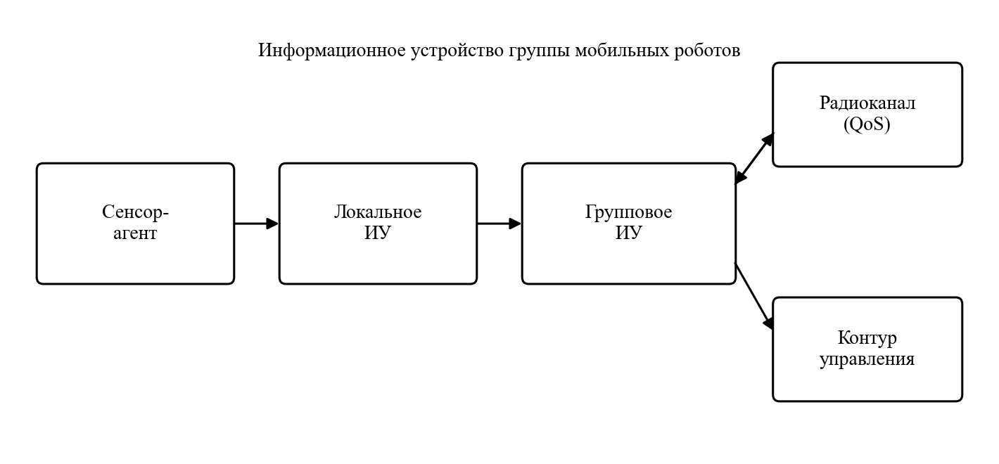 Информационное устройство группы мобильных роботов
Радиоканал
(QoS)
Сенсор-
агент
Локальное
ИУ
Групповое
ИУ
Контур
управления